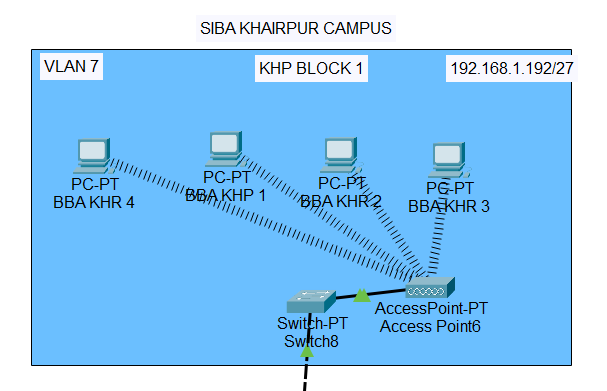 SIBA KHAIRPUR CAMPUS
VLAN 7
KHP BLOCK 1
192.168.1.192/27
PC-PT
BBA KHR 4
PC-PT
BBA KHP 1
PC-PT
BBA KHR 2
PC-PT
BBA KHR 3
Switch-PT
Switch8
AccessPoint-PT
Access Point6